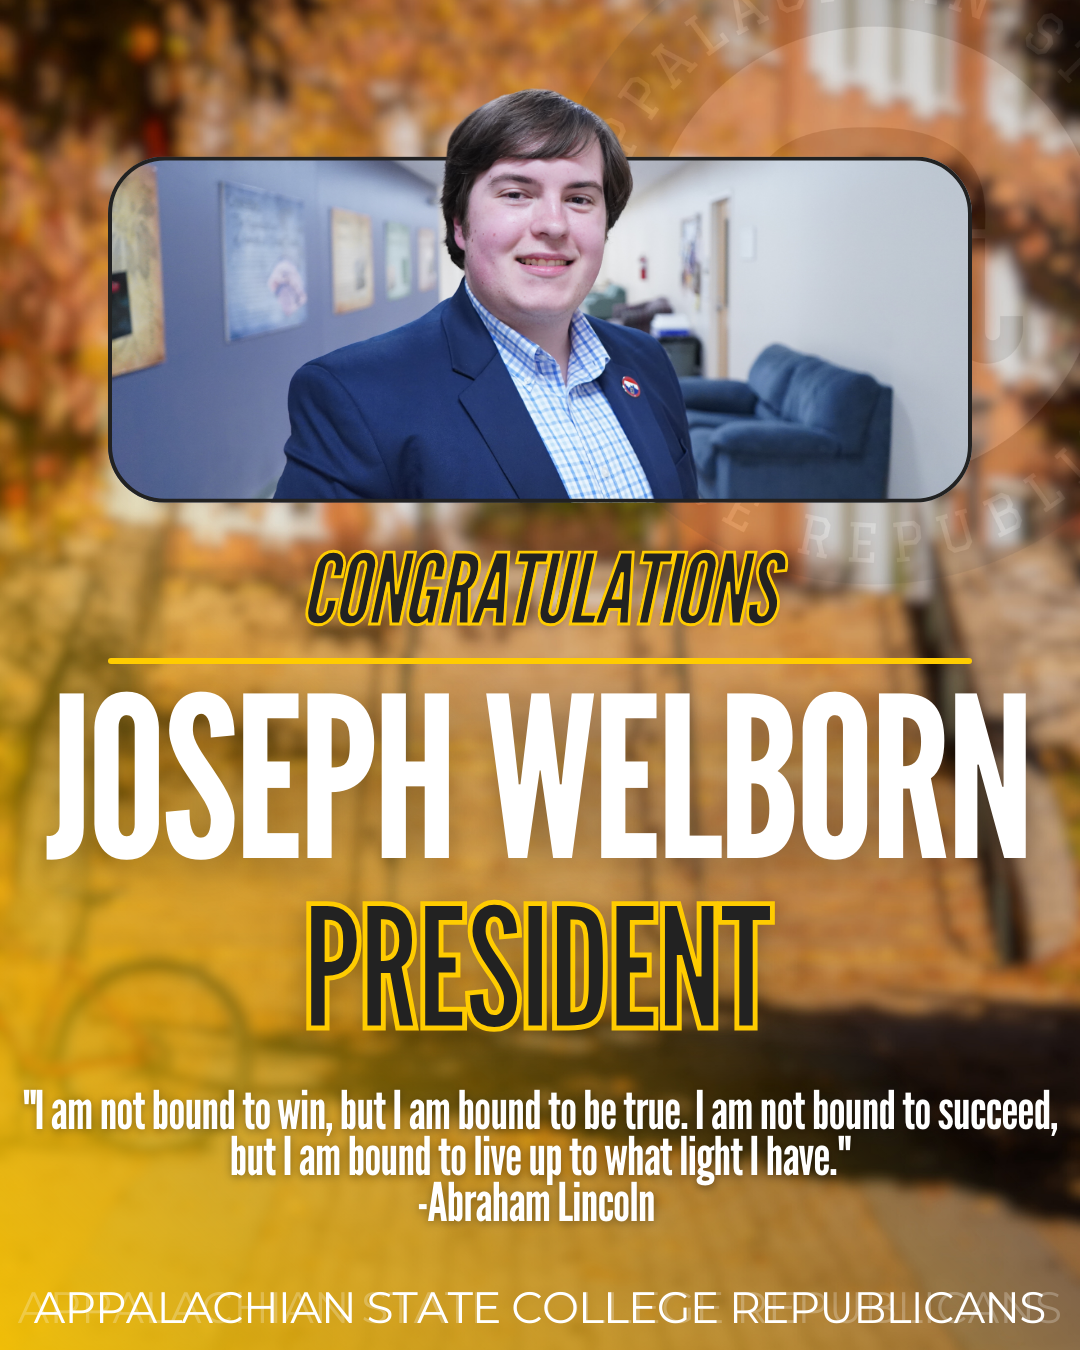 CONGRATULATIONS
JOSEPH WELBORN
PRESIDENT
"I am not bound to win, but I am bound to be true. I am not bound to succeed,
but I am bound to live up to what light I have."
-Abraham Lincoln
APPALACHIAN STATE COLLEGE REPUBLICANS